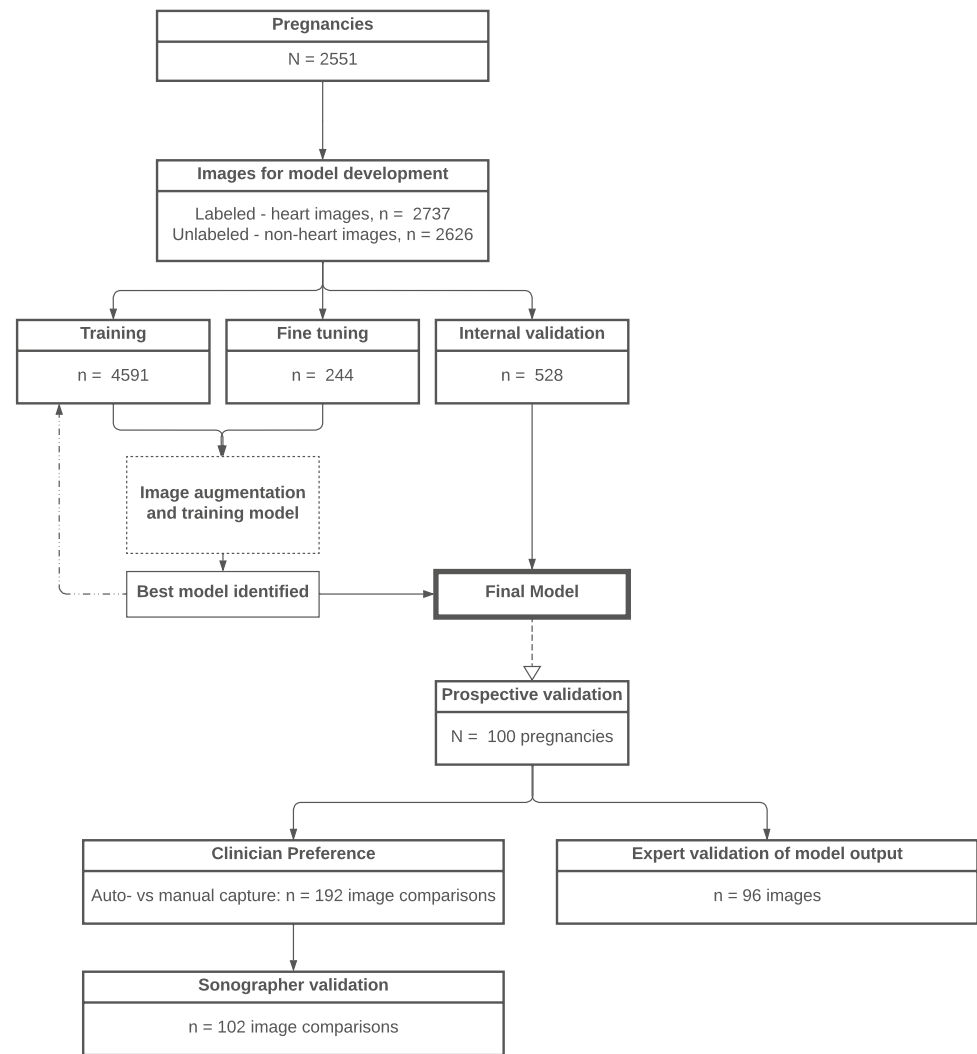 Pregnancies
N = 2551
Images for model development
Labeled - heart images, n = 2737
Unlabeled - non-heart images, n = 2626
Training
n = 4591
Fine tuning
n = 244
Internal validation
n = 528
Image augmentation
and training model
Best model identified
Final Model
Prospective validation
N = 100 pregnancies
Clinician Preference
Auto- vs manual capture: n = 192 image comparisons
Expert validation of model output
n = 96 images
Sonographer validation
n = 102 image comparisons